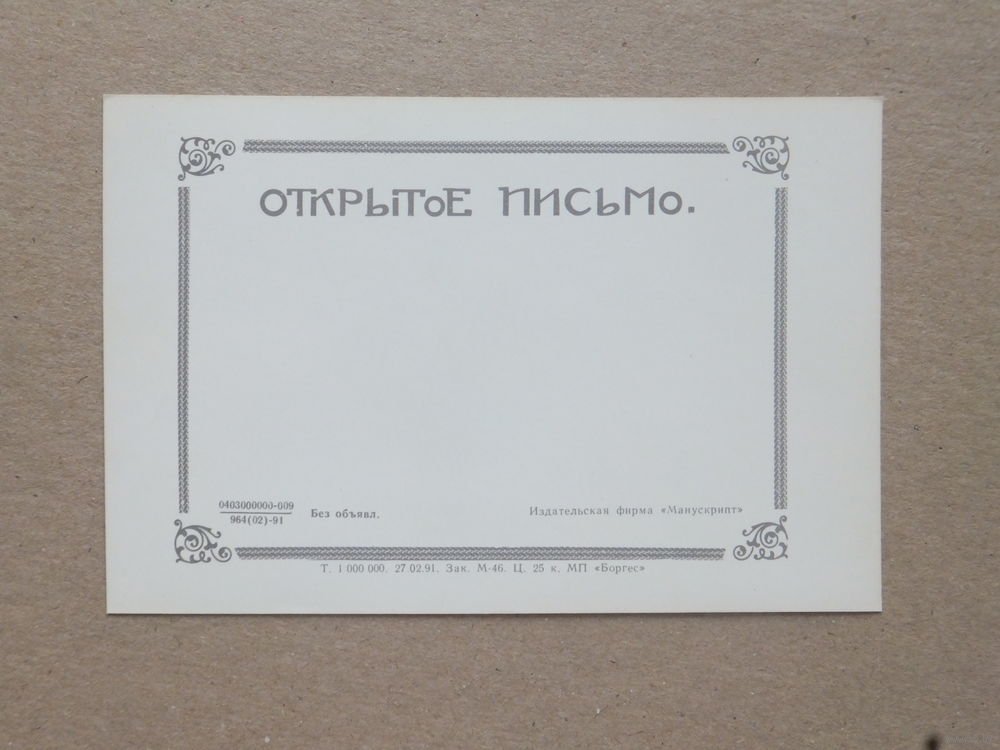 ОТКРЫТОЕ ПИСЬМО.
0403000000-009
964(02)-91
Без объявл.
Издательская фирма «Манускрипт»
Т. 1 000 000. 27 02.91. Зак. М-46. Ц. 25 к. МП «Боргес»